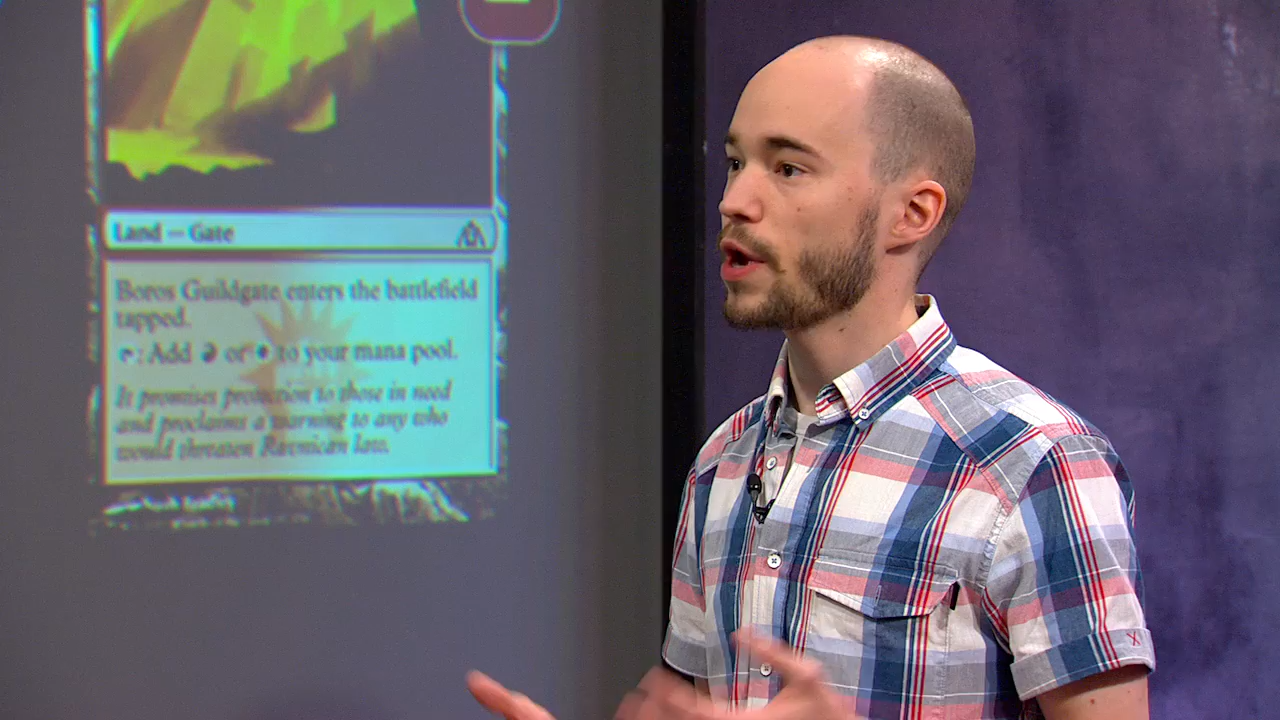 Land — Gate
Boros Guildgate enters the battlefield
tapped.
: Add or to your mana pool.
It promises protection to those in need
and proclaims a warning to any who
would threaten Ravnican law.